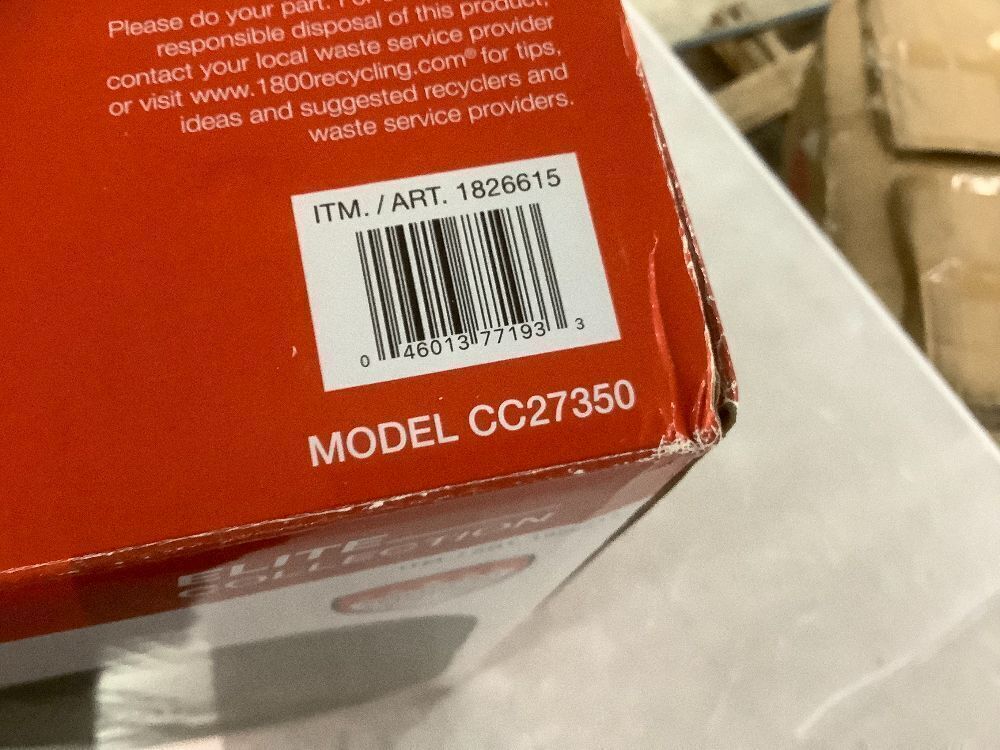 Please do your part. For
responsible disposal of this product,
contact your local waste service provider
or visit www.1800recycling.com® for tips,
ideas and suggested recyclers and
waste service providers.
ITM. / ART. 1826615
0 46013 77193 3
MODEL CC27350
ELITE
COLLECTION